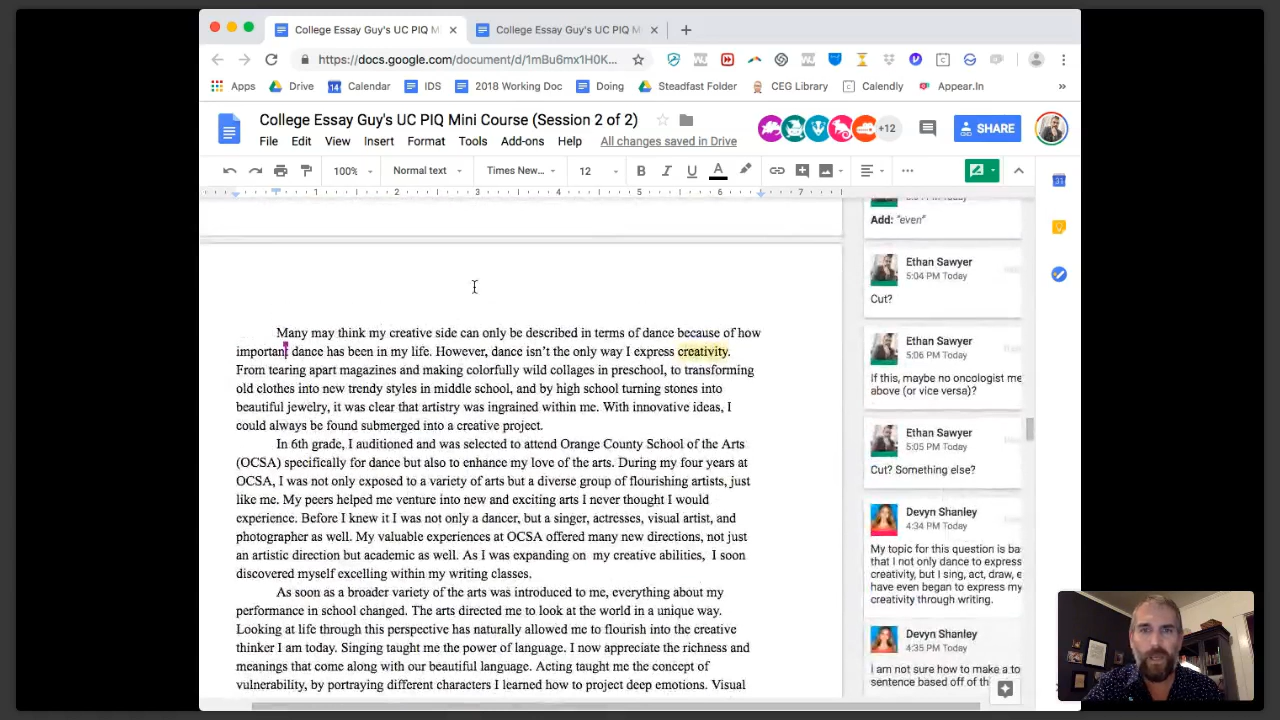 College Essay Guy's UC PIQ M
College Essay Guy's UC PIQ M
https://docs.google.com/document/d/1mBu6mx1H0K...
Apps Drive Calendar IDS 2018 Working Doc Doing Steadfast Folder CEG Library Calendly Appear.In »
College Essay Guy's UC PIQ Mini Course (Session 2 of 2)
+12
SHARE
File Edit View Insert Format Tools Add-ons Help All changes saved in Drive
100% Normal text Times New... 12 B I U A
1 2 3 4 5 6 7
31
Add: "even"
Ethan Sawyer
5:04 PM Today
Cut?
Ethan Sawyer
5:06 PM Today
If this, maybe no oncologist me
above (or vice versa)?
Ethan Sawyer
5:05 PM Today
Cut? Something else?
Devyn Shanley
4:34 PM Today
My topic for this question is ba
that I not only dance to express
creativity, but I sing, act, draw, e
have even began to express my
creativity through writing.
Devyn Shanley
4:35 PM Today
I am not sure how to make a to
sentence based off of th
Many may think my creative side can only be described in terms of dance because of how
important dance has been in my life. However, dance isn't the only way I express creativity.
From tearing apart magazines and making colorfully wild collages in preschool, to transforming
old clothes into new trendy styles in middle school, and by high school turning stones into
beautiful jewelry, it was clear that artistry was ingrained within me. With innovative ideas, I
could always be found submerged into a creative project.
In 6th grade, I auditioned and was selected to attend Orange County School of the Arts
(OCSA) specifically for dance but also to enhance my love of the arts. During my four years at
OCSA, I was not only exposed to a variety of arts but a diverse group of flourishing artists, just
like me. My peers helped me venture into new and exciting arts I never thought I would
experience. Before I knew it I was not only a dancer, but a singer, actresses, visual artist, and
photographer as well. My valuable experiences at OCSA offered many new directions, not just
an artistic direction but academic as well. As I was expanding on my creative abilities, I soon
discovered myself excelling within my writing classes.
As soon as a broader variety of the arts was introduced to me, everything about my
performance in school changed. The arts directed me to look at the world in a unique way.
Looking at life through this perspective has naturally allowed me to flourish into the creative
thinker I am today. Singing taught me the power of language. I now appreciate the richness and
meanings that come along with our beautiful language. Acting taught me the concept of
vulnerability, by portraying different characters I learned how to project deep emotions. Visual